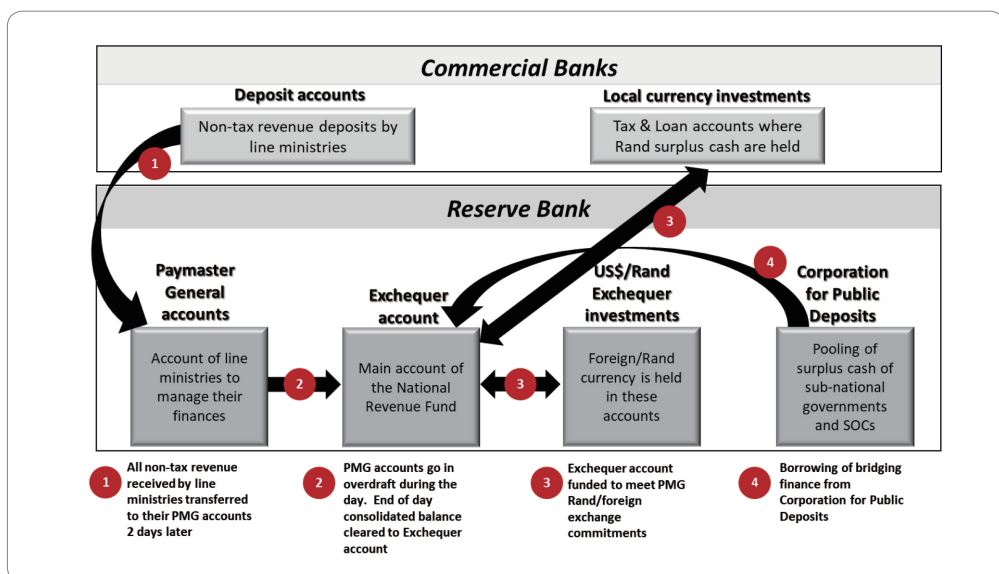 Commercial Banks
Deposit accounts
Non-tax revenue deposits by
line ministries
Local currency investments
Tax & Loan accounts where
Rand surplus cash are held
1
Reserve Bank
3
4
Paymaster
General
accounts
Account of line
ministries to
manage their
finances
2
Exchequer
account
Main account of
the National
Revenue Fund
3
US$/Rand
Exchequer
investments
Foreign/Rand
currency is held
in these
accounts
Corporation
for Public
Deposits
Pooling of
surplus cash of
sub-national
governments
and SOCs
1
All non-tax revenue
received by line
ministries transferred
to their PMG accounts
2 days later
2
PMG accounts go in
overdraft during the
day. End of day
consolidated balance
cleared to Exchequer
account
3
Exchequer account
funded to meet PMG
Rand/foreign
exchange
commitments
4
Borrowing of bridging
finance from
Corporation for Public
Deposits